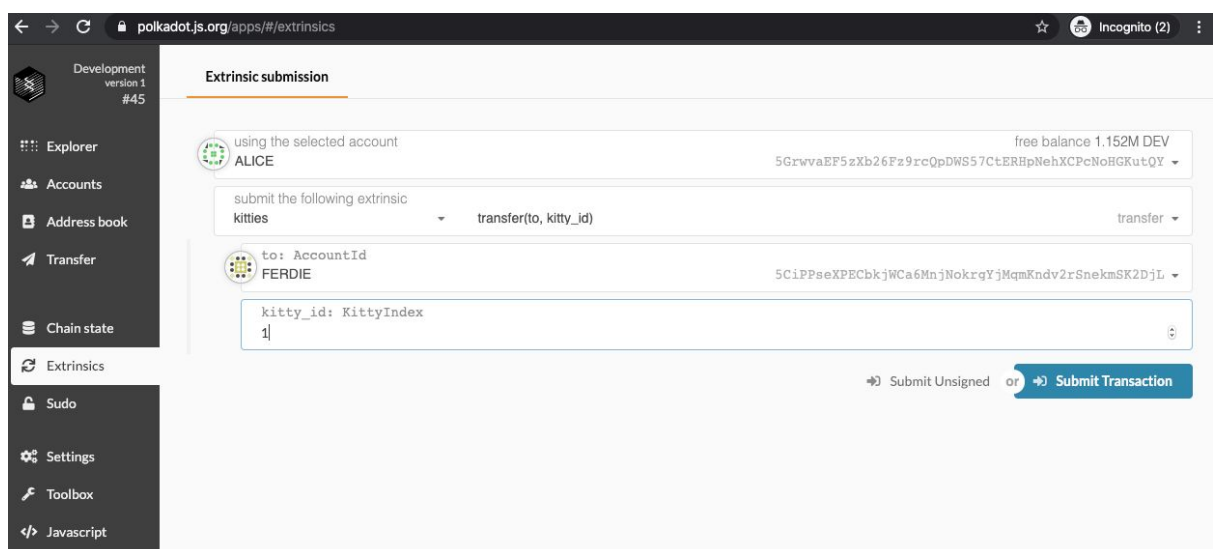 polkadot.js.org/apps/#/extrinsics
Incognito (2)
Development
version 1
#45
Extrinsic submission
Explorer
Accounts
Address book
Transfer
Chain state
Extrinsics
Sudo
Settings
Toolbox
Javascript
using the selected account
free balance 1.152M DEV
ALICE
5GrwvaEF5zXb26Fz9rcQpDWS57CtERHpNehXCPcNoHGKutQY
submit the following extrinsic
kitties
transfer(to, kitty_id)
transfer
to: AccountId
FERDIE
5CiPPseXPECbkjWCa6MnjNokrgYjMqmKndv2rSnekmSK2DjL
kitty_id: KittyIndex
1
Submit Unsigned or Submit Transaction